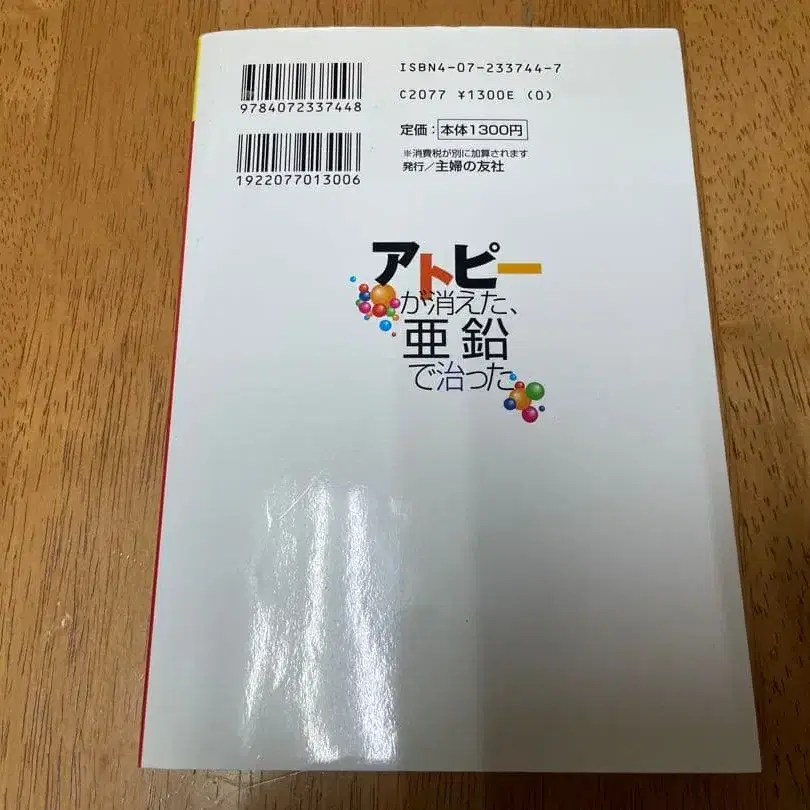 9784072337448
1922077013006
ISBN4-07-233744-7
C2077 ¥1300E (0)
定価：本体1300円
※消費税が別に加算されます
発行／主婦の友社
アトピー
が消えた、
亜鉛
で治った